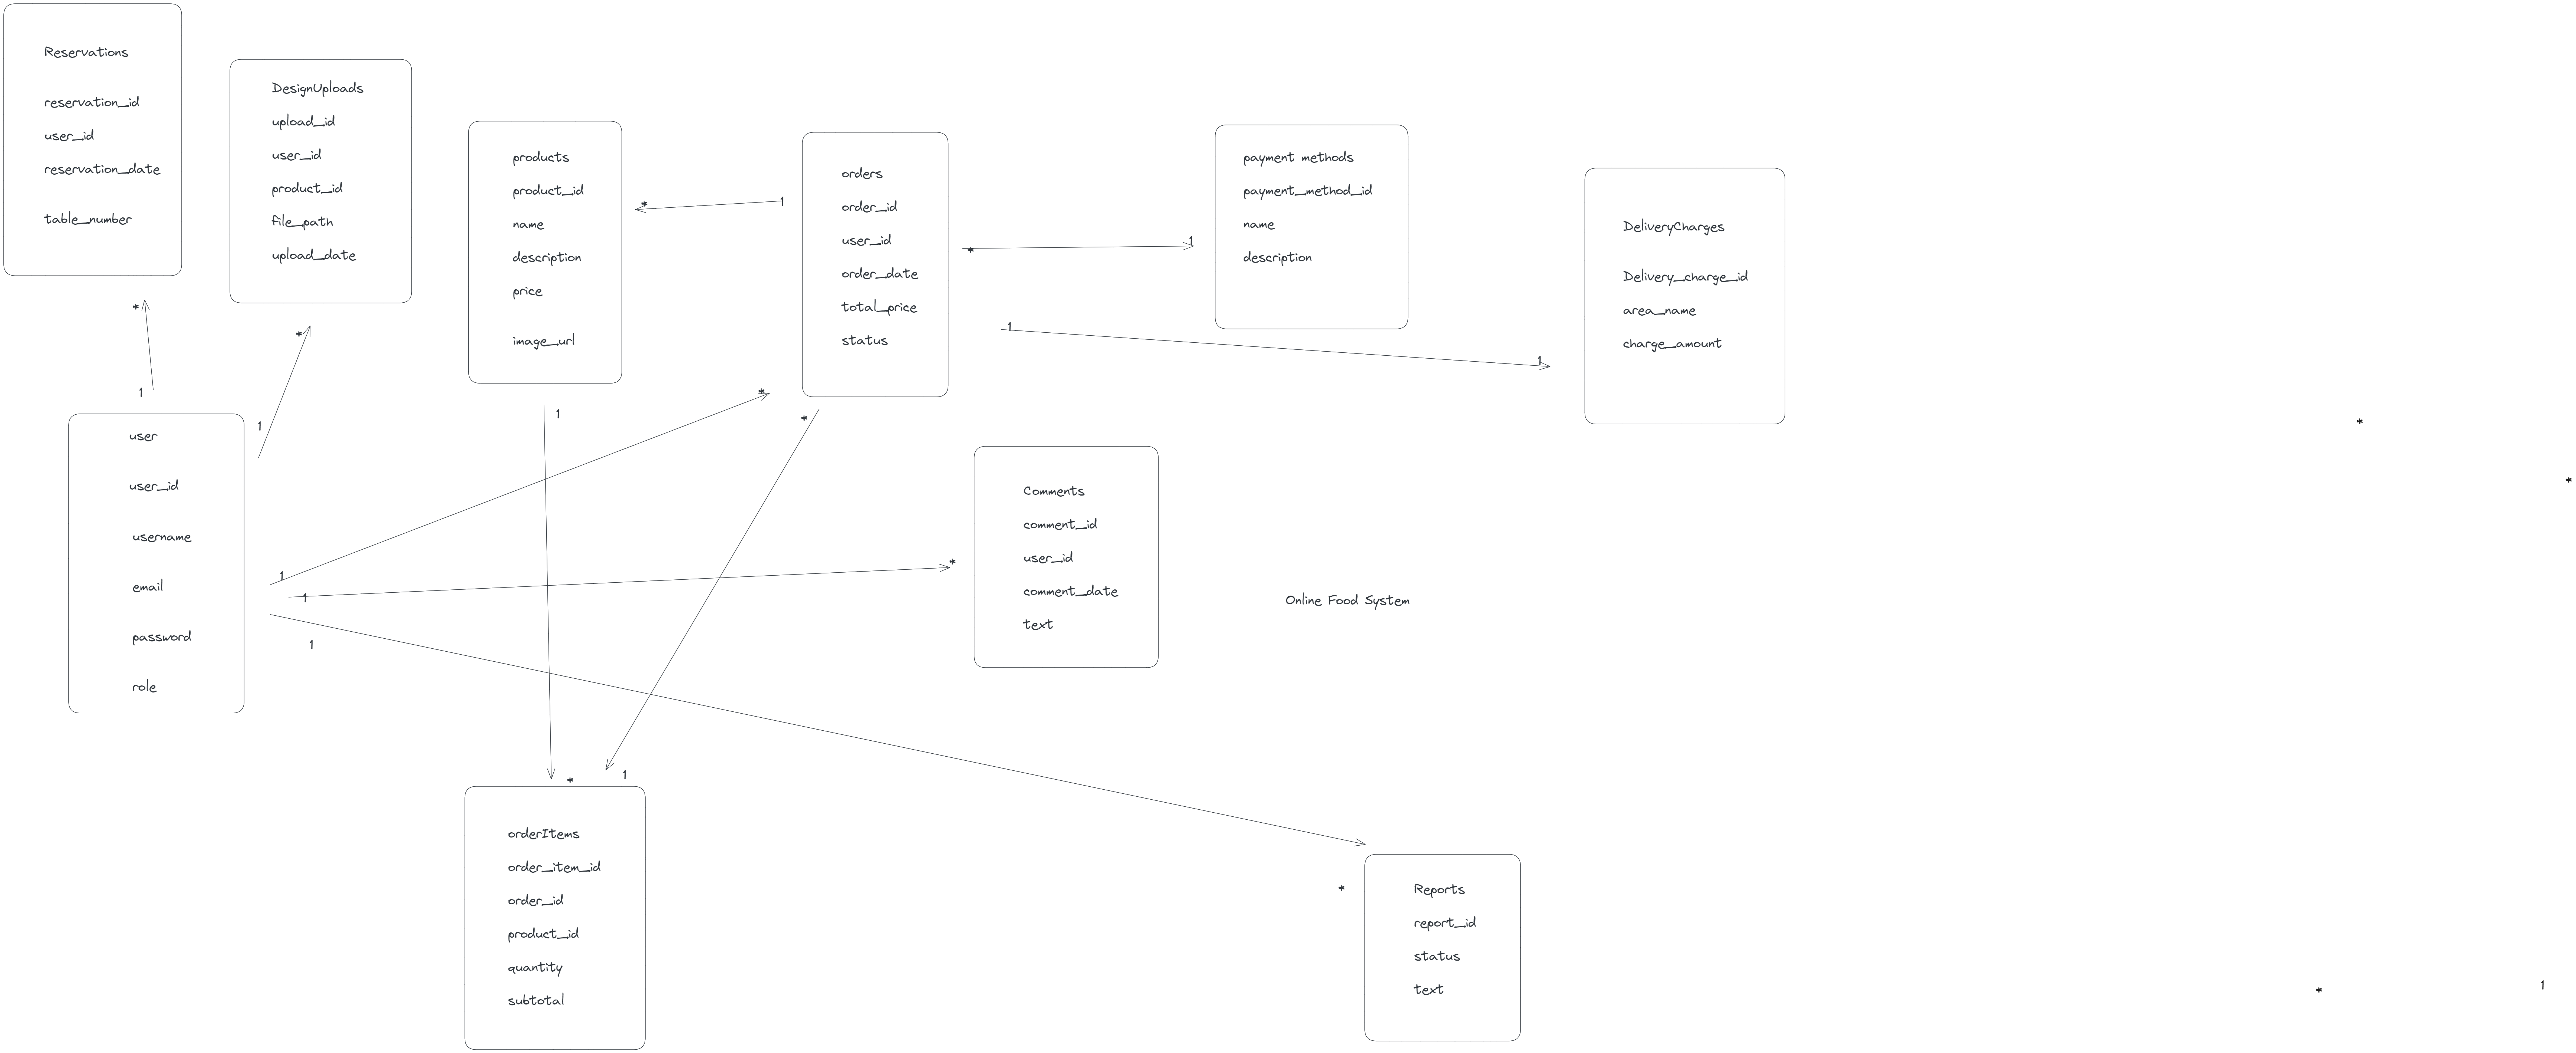 Reservations
reservation_id
user_id
reservation_date
table_number
DesignUploads
upload_id
user_id
product_id
file_path
upload_date
products
product_id
name
description
price
image_url
orders
order_id
user_id
order_date
total_price
status
payment methods
payment_method_id
name
description
DeliveryCharges
Delivery_charge_id
area_name
charge_amount
*
1
*
1
1
1
*
*
1
*
1
1
1
*
*
user
user_id
username
email
password
role
1
*
1
*
1
Comments
comment_id
user_id
comment_date
text
Online Food System
*
1
orderItems
order_item_id
order_id
product_id
quantity
subtotal
*
Reports
report_id
status
text
*
1